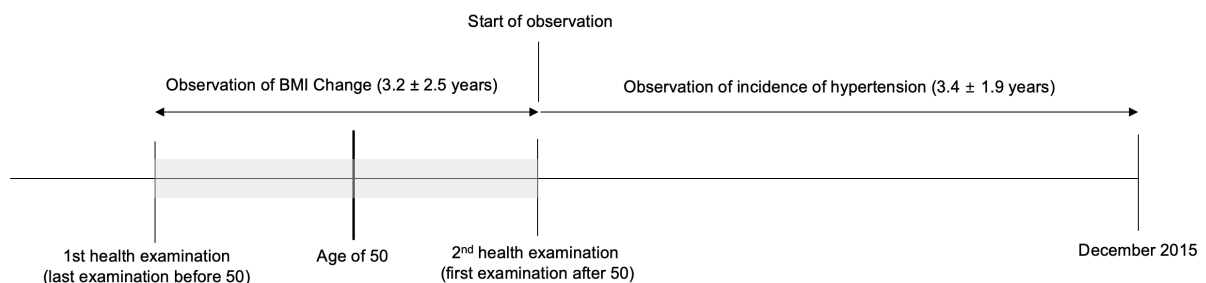 Start of observation
Observation of BMI Change (3.2 ± 2.5 years)
Observation of incidence of hypertension (3.4 ± 1.9 years)
1st health examination
(last examination before 50)
Age of 50
2nd health examination
(first examination after 50)
December 2015